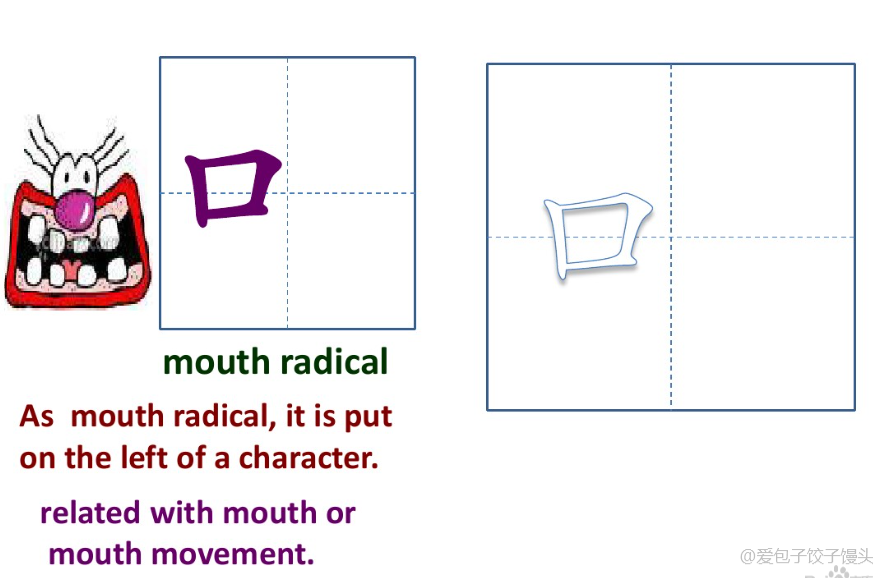 口
口
mouth radical
As mouth radical, it is put
on the left of a character.
related with mouth or
mouth movement.
@爱包子饺子馒头